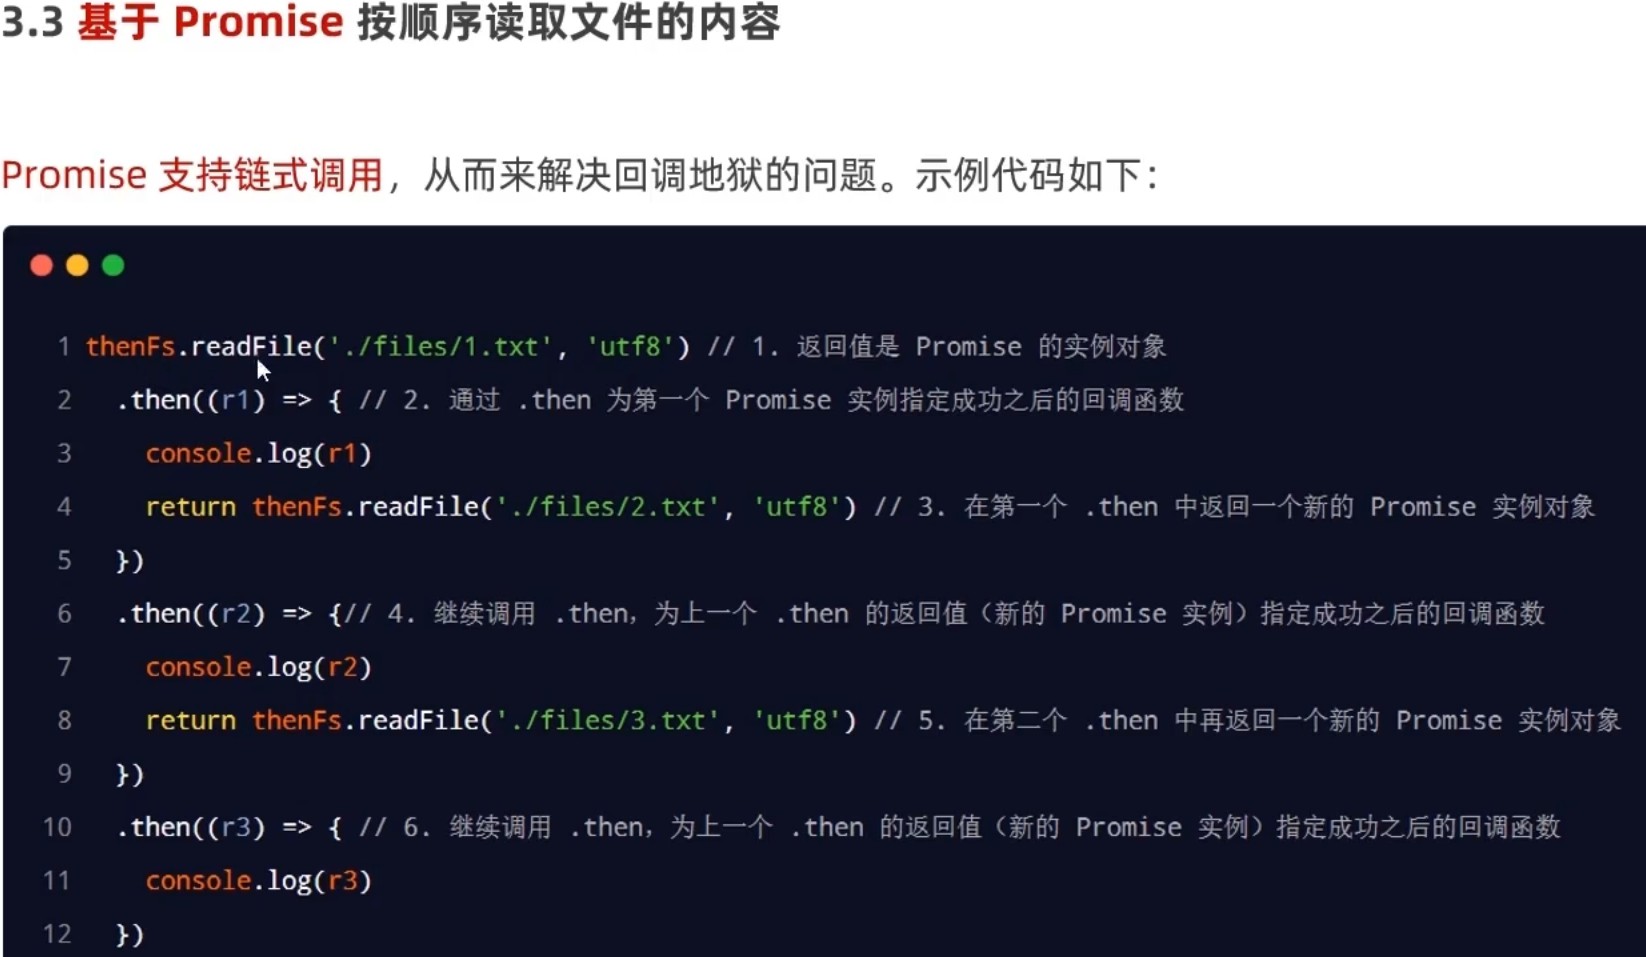 3.3 基于 Promise 按顺序读取文件的内容
Promise 支持链式调用，从而来解决回调地狱的问题。示例代码如下：
1 thenFs.readFile('./files/1.txt', 'utf8') // 1. 返回值是 Promise 的实例对象
2   .then((r1) => { // 2. 通过 .then 为第一个 Promise 实例指定成功之后的回调函数
3     console.log(r1)
4     return thenFs.readFile('./files/2.txt', 'utf8') // 3. 在第一个 .then 中返回一个新的 Promise 实例对象
5   })
6   .then((r2) => {// 4. 继续调用 .then，为上一个 .then 的返回值（新的 Promise 实例）指定成功之后的回调函数
7     console.log(r2)
8     return thenFs.readFile('./files/3.txt', 'utf8') // 5. 在第二个 .then 中再返回一个新的 Promise 实例对象
9   })
10   .then((r3) => { // 6. 继续调用 .then，为上一个 .then 的返回值（新的 Promise 实例）指定成功之后的回调函数
11     console.log(r3)
12   })